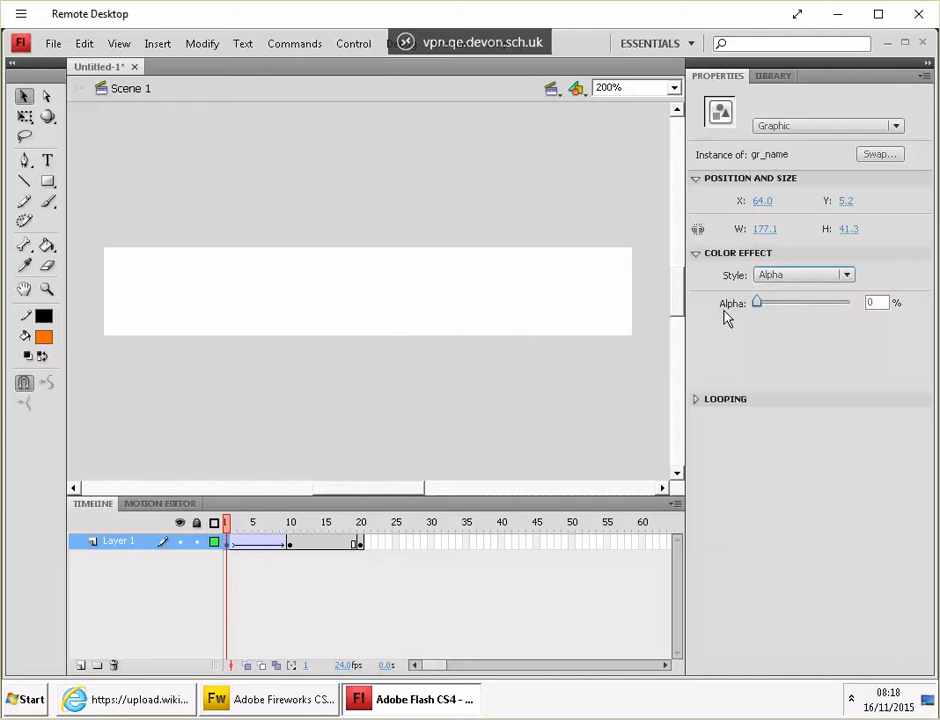 Remote Desktop
Fl File Edit View Insert Modify Text Commands Control vpn.qe.devon.sch.uk ESSENTIALS
Untitled-1*
Scene 1 200%
PROPERTIES LIBRARY
Graphic
Instance of: gr_name Swap...
POSITION AND SIZE
X: 64.0 Y: 5.2
W: 177.1 H: 41.3
COLOR EFFECT
Style: Alpha
Alpha: 0 %
LOOPING
TIMELINE MOTION EDITOR
1 5 10 15 20 25 30 35 40 45 50 55 60
Layer 1
1 24.0fps 0.0s
Start https://upload.wiki... Fw Adobe Fireworks CS... Fl Adobe Flash CS4 - ... 08:18
16/11/2015